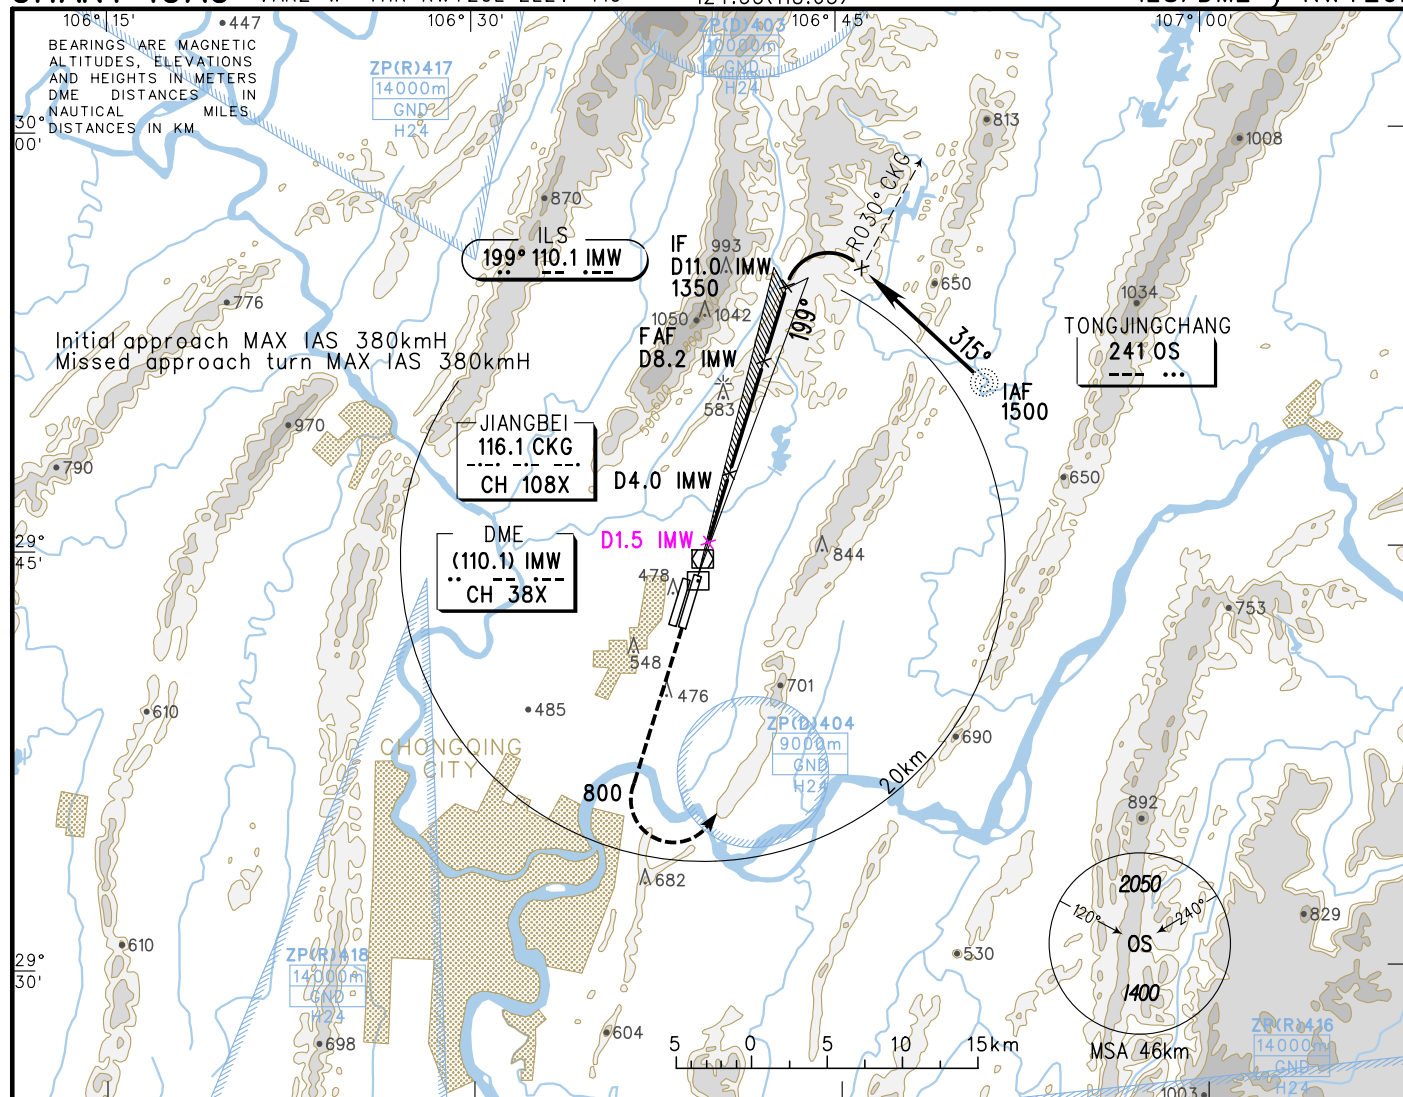 106° 15'
106° 30'
106° 45'
107° 00'
447
BEARINGS ARE MAGNETIC
ALTITUDES, ELEVATIONS
AND HEIGHTS IN METERS
DME DISTANCES IN
NAUTICAL MILES
DISTANCES IN KM
ZP(R)417
14000m
GND
H24
ZP(D)403
10000m
GND
H24
30°
00'
813
1008
870
R030° CKG
ILS
199° 110.1 IMW
IF
D11.0 IMW
1350
993
776
650
1034
1050
1042
Initial approach MAX IAS 380kmH
Missed approach turn MAX IAS 380kmH
FAF
D8.2 IMW
199°
315°
TONGJINGCHANG
241 OS
IAF
1500
583
970
790
JIANGBEI
116.1 CKG
CH 108X
D4.0 IMW
650
DME
(110.1) IMW
CH 38X
D1.5 IMW
29°
45'
844
478
753
548
476
701
610
485
ZP(D)404
9000m
GND
H24
690
CHONGQING
CITY
800
20km
892
682
2050
120°
240°
OS
1400
MSA 46km
829
610
530
29°
30'
ZP(R)418
14000m
GND
H24
698
604
5 0 5 10 15km
ZP(R)416
14000m
GND
H24
1003